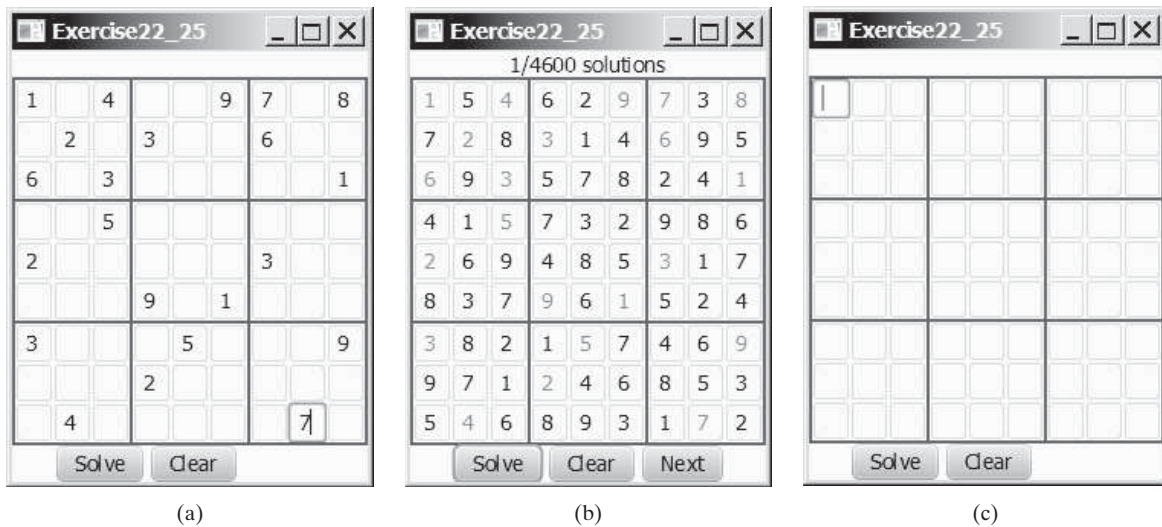 Exercise22_25
1 4 9 7 8
2 3 6
6 3 1
5
2 3
9 1
3 5 9
2
4 7
Solve Clear
(a)
Exercise22_25
1/4600 solutions
1 5 4 6 2 9 7 3 8
7 2 8 3 1 4 6 9 5
6 9 3 5 7 8 2 4 1
4 1 5 7 3 2 9 8 6
2 6 9 4 8 5 3 1 7
8 3 7 9 6 1 5 2 4
3 8 2 1 5 7 4 6 9
9 7 1 2 4 6 8 5 3
5 4 6 8 9 3 1 7 2
Solve Clear Next
(b)
Exercise22_25
Solve Clear
(c)